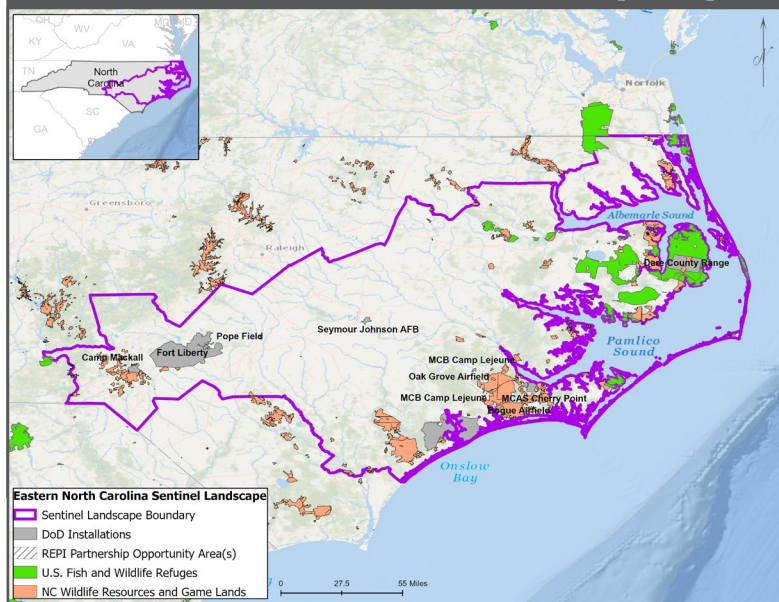 OH
WV
MD
KY
VA
TN
North
Carolina
SC
GA
N
Norfolk
Greensboro
Raleigh
Albemarle Sound
Dare County Range
Pope Field
Seymour Johnson AFB
Camp Mackall
Fort Liberty
Pamlico
Sound
MCB Camp Lejeune
Oak Grove Airfield
MCB Camp Lejeune
MCAS Cherry Point
Bogue Airfield
Onslow
Bay
Eastern North Carolina Sentinel Landscape
Sentinel Landscape Boundary
DoD Installations
REPI Partnership Opportunity Area(s)
U.S. Fish and Wildlife Refuges
NC Wildlife Resources and Game Lands
0 27.5 55 Miles